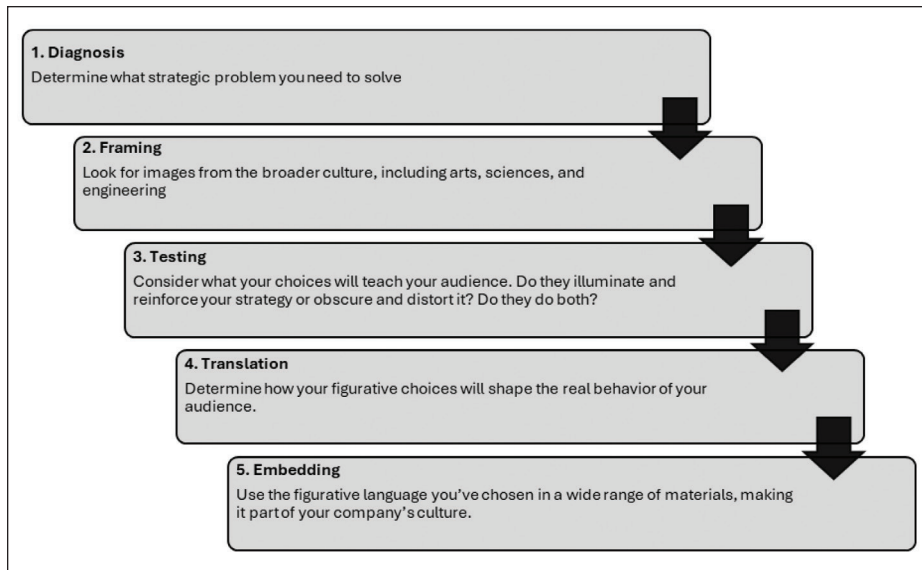 1. Diagnosis
Determine what strategic problem you need to solve
2. Framing
Look for images from the broader culture, including arts, sciences, and
engineering
3. Testing
Consider what your choices will teach your audience. Do they illuminate and
reinforce your strategy or obscure and distort it? Do they do both?
4. Translation
Determine how your figurative choices will shape the real behavior of your
audience.
5. Embedding
Use the figurative language you’ve chosen in a wide range of materials, making
it part of your company’s culture.